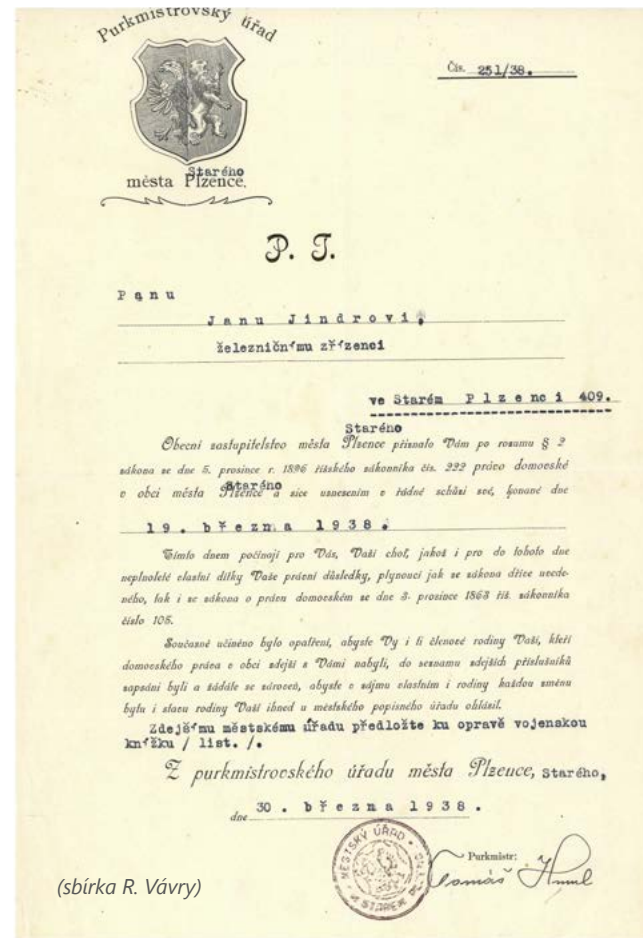 Purkmistrovský úřad
Starého
města Plzence.
Čís. 251/38.
P. T.
Panu
Janu Jindrovi,
železničnímu zřízenci
ve Starém Plzenci 409.
Starého
Obecní zastupitelstvo města Plzence přiznalo Vám po rozumu § 2
zákona ze dne 5. prosince r. 1896 říšského zákonníka čís. 222 právo domovské
Starého
v obci města Plzence a sice usnesením v řádné schůzi své, konané dne
19. března 1938.
Tímto dnem počínají pro Vás, Vaši choť, jakož i pro do tohoto dne
neplnoleté vlastní dítky Vaše právní důsledky, plynoucí jak ze zákona dříve uvede-
ného, tak i ze zákona o právu domovském ze dne 3. prosince 1863 říš. zákonníka
číslo 105.
Současně učiněno bylo opatření, abyste Vy i ti členové rodiny Vaší, kteří
domovského práva v obci zdejší s Vámi nabyli, do seznamu zdejších příslušníků
zapsáni byli a žádáte se zároveň, abyste v zájmu vlastním i rodiny každou změnu
bytu i stavu rodiny Vaší ihned u městského popisného úřadu ohlásil.
Zdejšímu městskému úřadu předložte ku opravě vojenskou
knížku / list. /.
Z purkmistrovského úřadu města Plzence, Starého,
dne 30. března 1938.
MĚSTSKÝ ÚŘAD
Purkmistr:
Tomáš
(sbírka R. Vávry)